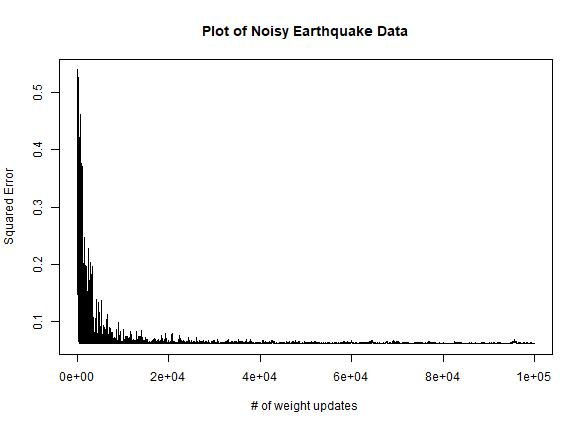 Plot of Noisy Earthquake Data
Squared Error
0.5
0.4
0.3
0.2
0.1
0e+00 2e+04 4e+04 6e+04 8e+04 1e+05
# of weight updates